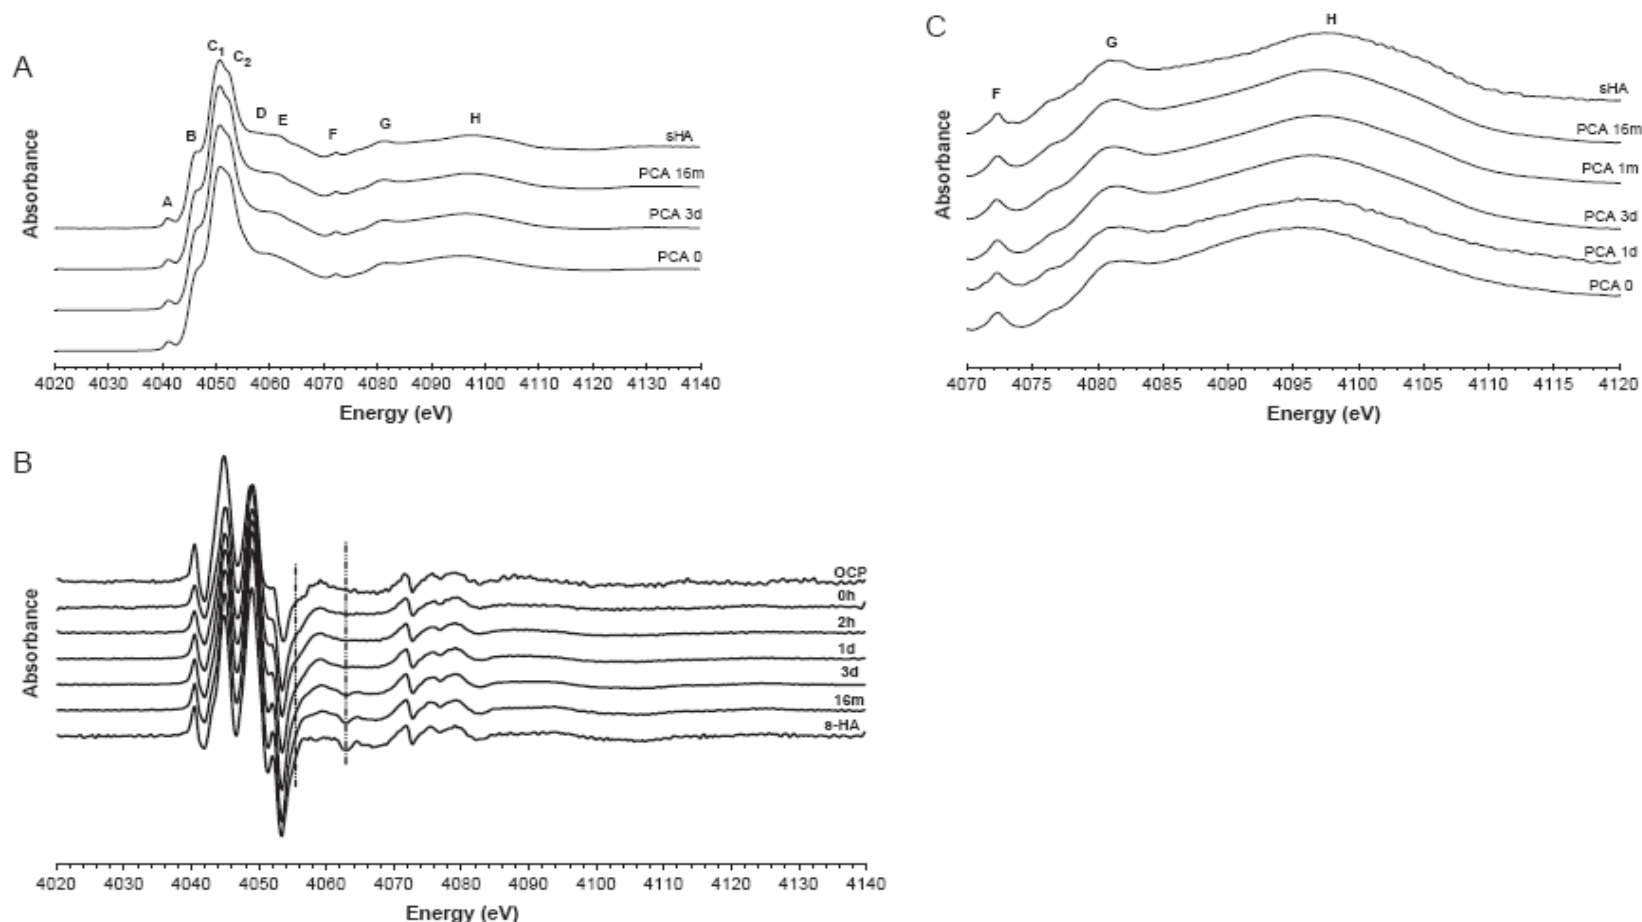 A
C₁
C₂
B
D
E
A
F
G
H
sHA
PCA 16m
PCA 3d
PCA 0
Absorbance
4020 4030 4040 4050 4060 4070 4080 4090 4100 4110 4120 4130 4140
Energy (eV)
C
H
G
F
sHA
PCA 16m
PCA 1m
PCA 3d
PCA 1d
PCA 0
Absorbance
4070 4075 4080 4085 4090 4095 4100 4105 4110 4115 4120
Energy (eV)
B
OCP
0h
2h
1d
3d
16m
s-HA
Absorbance
4020 4030 4040 4050 4060 4070 4080 4090 4100 4110 4120 4130 4140
Energy (eV)